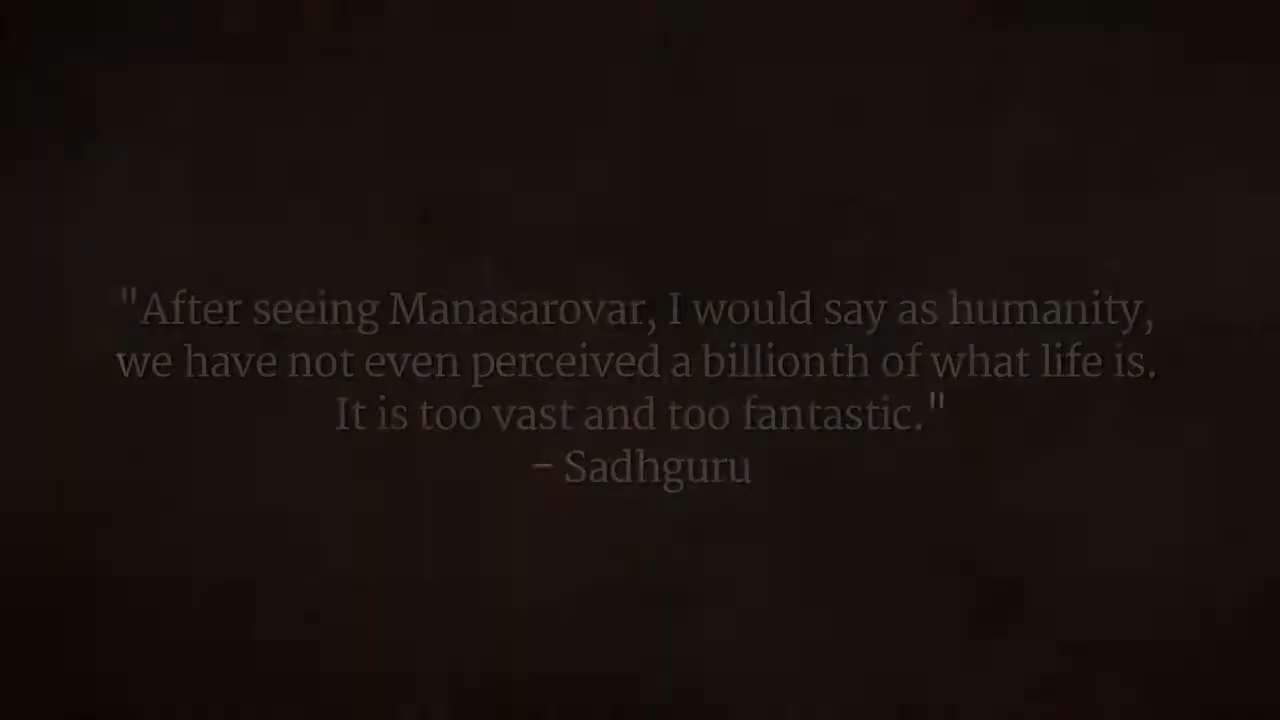 "After seeing Manasarovar, I would say as humanity,
we have not even perceived a billionth of what life is.
It is too vast and too fantastic."
– Sadhguru